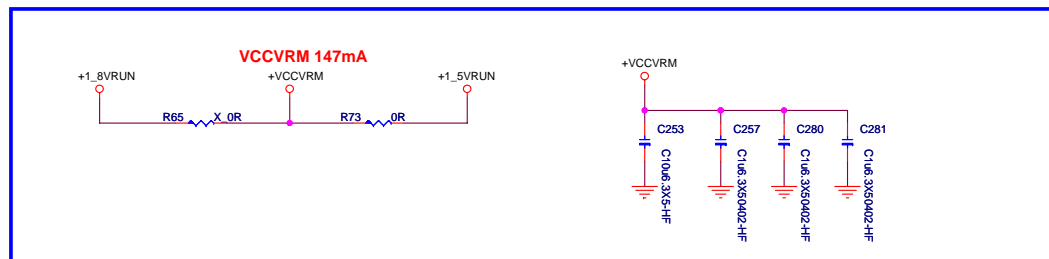 VCCVRM 147mA
+1_8VRUN
+VCCVRM
+1_5VRUN
R65
X_0R
R73
0R
+VCCVRM
C253
C10u6.3X5-HF
C257
C1u6.3X50402-HF
C280
C1u6.3X50402-HF
C281
C1u6.3X50402-HF